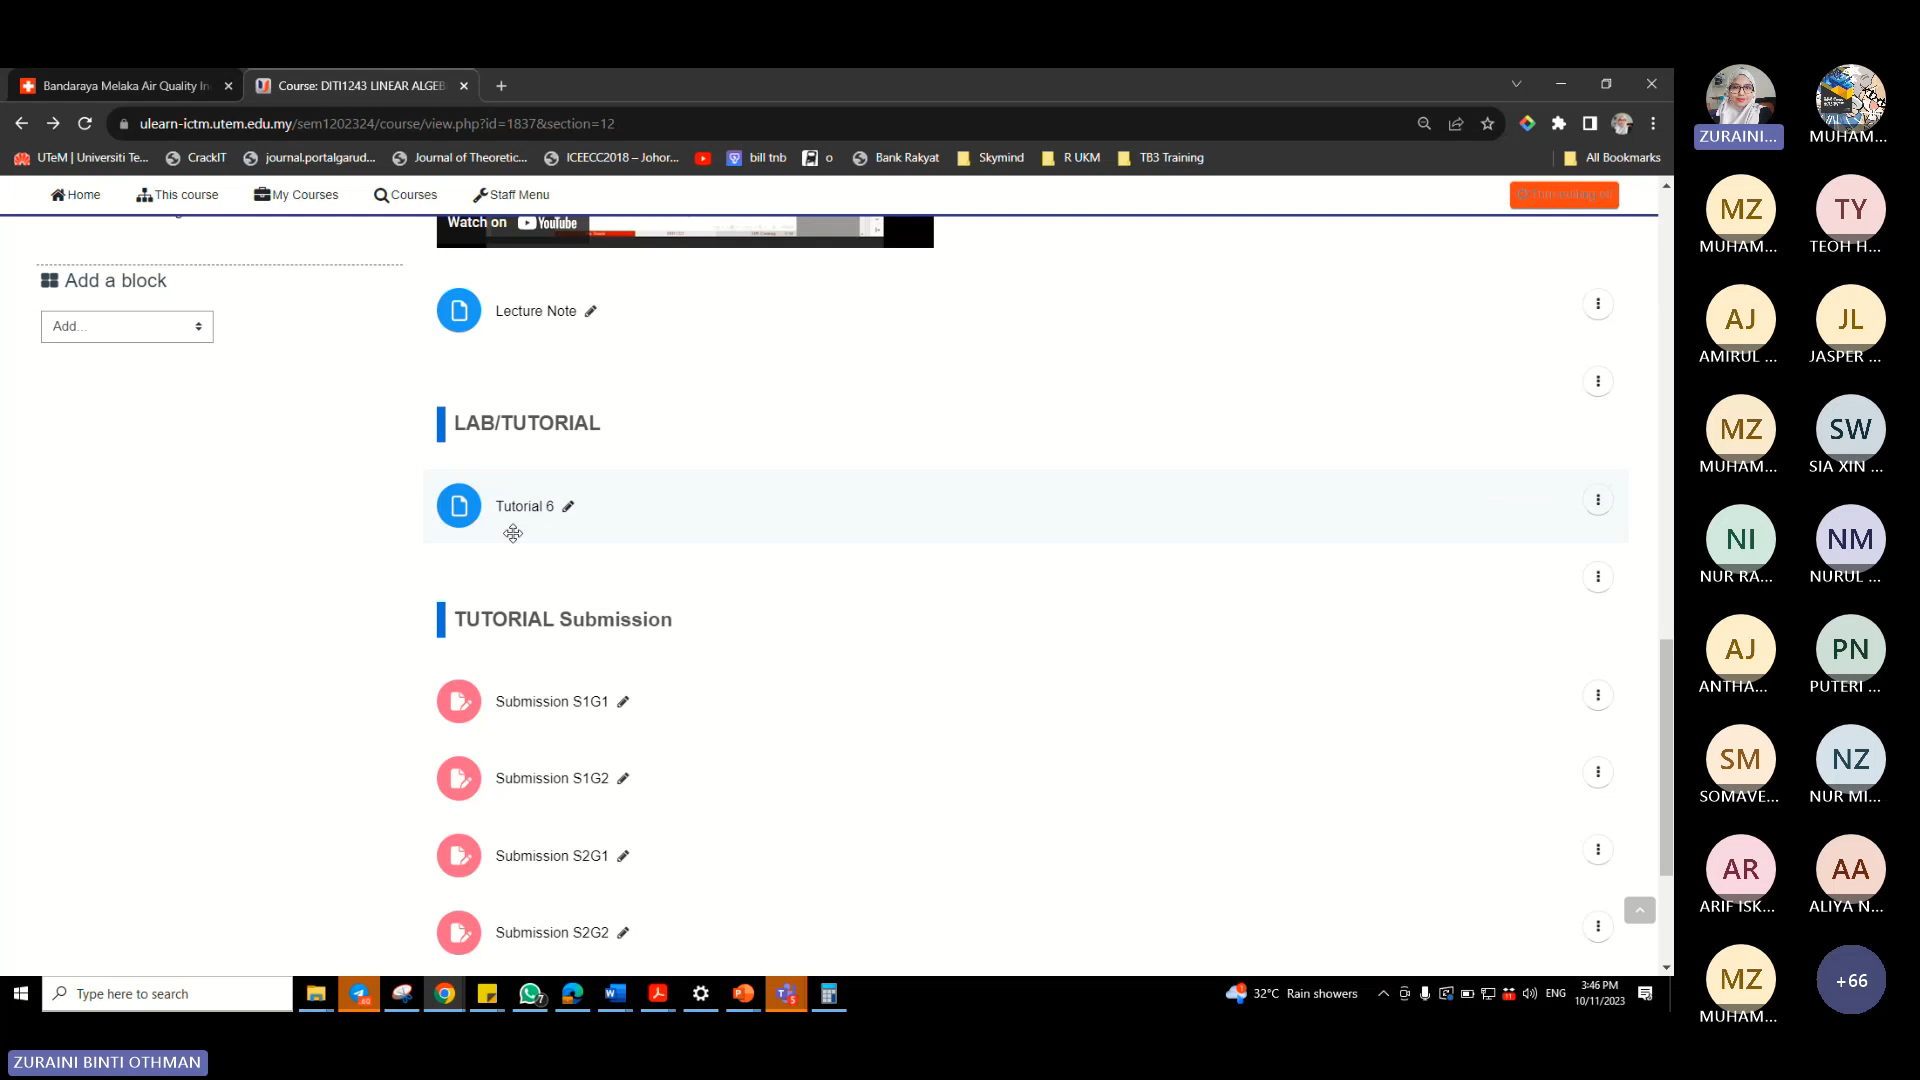 Bandaraya Melaka Air Quality In
Course: DITI1243 LINEAR ALGEB
ulearn-ictm.utem.edu.my/sem1202324/course/view.php?id=1837&section=12
UTeM | Universiti Te...
CrackIT
journal.portalgarud...
Journal of Theoretic...
ICEECC2018 – Johor...
bill tnb
o
Bank Rakyat
Skymind
R UKM
TB3 Training
All Bookmarks
Home
This course
My Courses
Courses
Staff Menu
Watch on YouTube
Add a block
Add...
Lecture Note
LAB/TUTORIAL
Tutorial 6
TUTORIAL Submission
Submission S1G1
Submission S1G2
Submission S2G1
Submission S2G2
Type here to search
32°C Rain showers
ENG
3:46 PM
10/11/2023
ZURAINI BINTI OTHMAN
ZURAINI...
MUHAM...
MZ
MUHAM...
TY
TEOH H...
AJ
AMIRUL ...
JL
JASPER ...
MZ
MUHAM...
SW
SIA XIN ...
NI
NUR RA...
NM
NURUL ...
AJ
ANTHA...
PN
PUTERI ...
SM
SOMAVE...
NZ
NUR MI...
AR
ARIF ISK...
AA
ALIYA N...
MZ
MUHAM...
+66